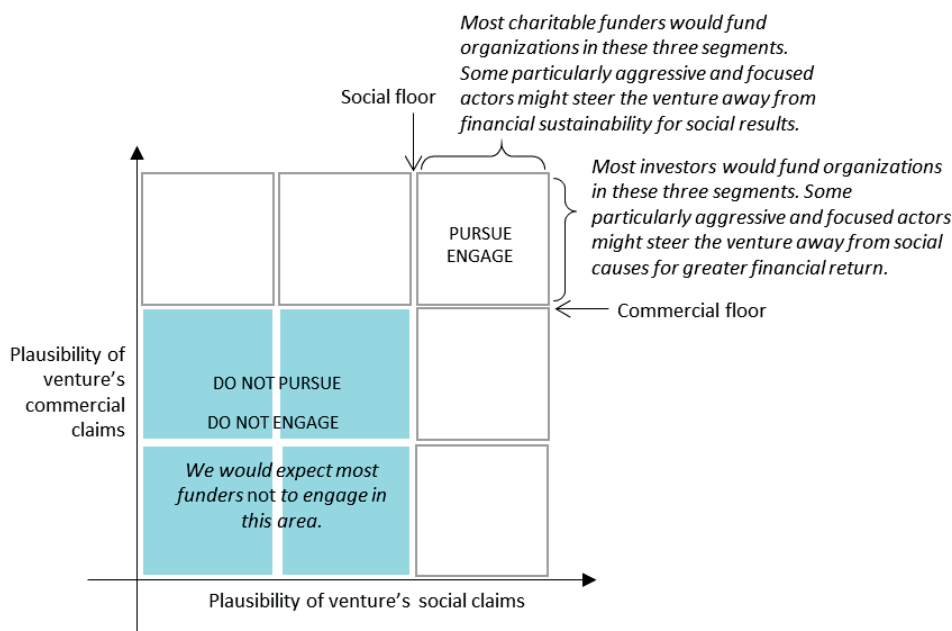 Most charitable funders would fund
organizations in these three segments.
Some particularly aggressive and focused
actors might steer the venture away from
financial sustainability for social results.
Social floor
Most investors would fund organizations
in these three segments. Some
particularly aggressive and focused actors
might steer the venture away from social
causes for greater financial return.
PURSUE
ENGAGE
Commercial floor
Plausibility of
venture's
commercial
claims
DO NOT PURSUE
DO NOT ENGAGE
We would expect most
funders not to engage in
this area.
Plausibility of venture's social claims